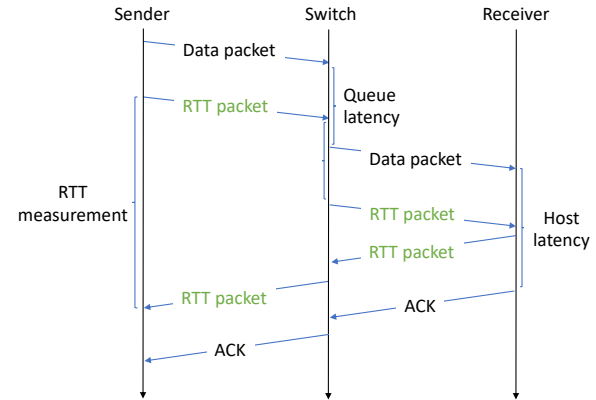 Sender
Switch
Receiver
Data packet
Queue
latency
RTT packet
Data packet
RTT
measurement
RTT packet
Host
latency
RTT packet
RTT packet
ACK
ACK